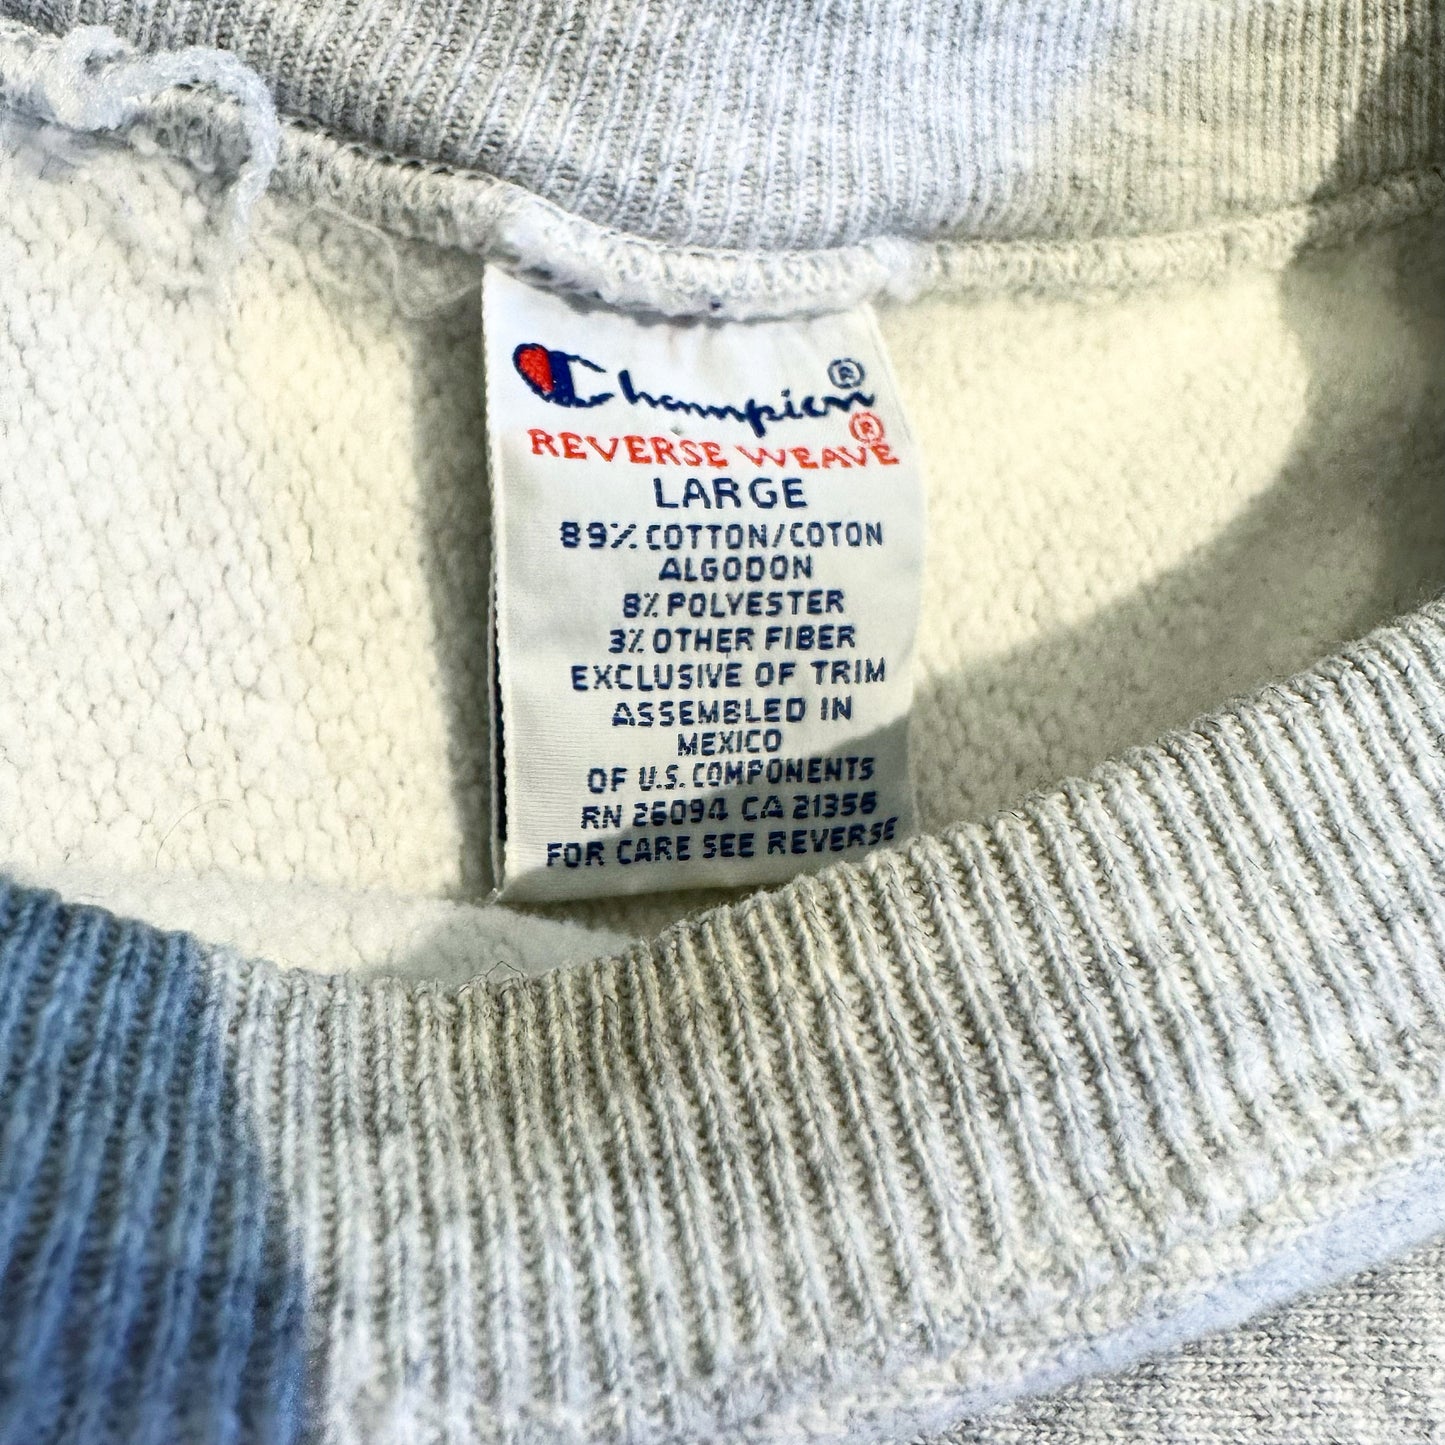 Champion®
REVERSE WEAVE®
LARGE
89% COTTON/COTON
ALGODON
8% POLYESTER
3% OTHER FIBER
EXCLUSIVE OF TRIM
ASSEMBLED IN
MEXICO
OF U.S. COMPONENTS
RN 26094 CA 21356
FOR CARE SEE REVERSE